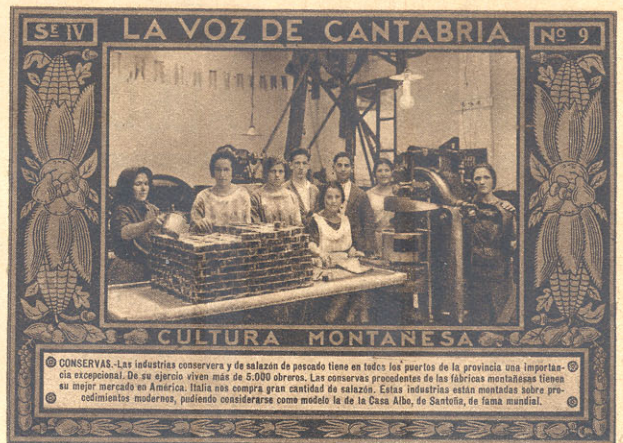 SE IV
LA VOZ DE CANTABRIA
Nº 9
CULTURA MONTAÑESA
CONSERVAS.-Las industrias conservera y de salazón de pescado tiene en todos los puertos de la provincia una importan-
cia excepcional. De su ejercio viven más de 5.000 obreros. Las conservas procedentes de las fábricas montañesas tienen
su mejor mercado en América. Italia nos compra gran cantidad de salazón. Estas industrias están montadas sobre pro-
cedimientos modernos, pudiendo considerarse como modelo la de la Casa Albo, de Santoña, de fama mundial.